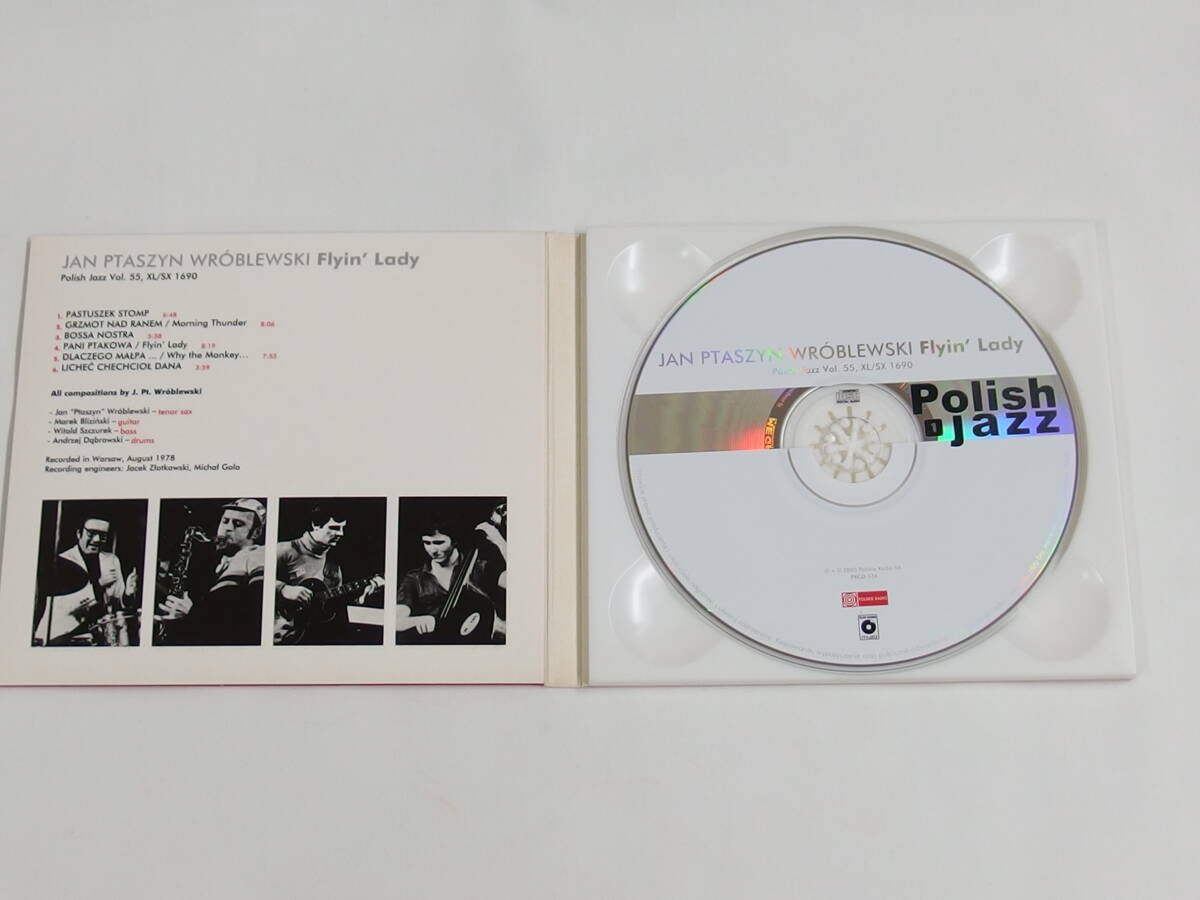 JAN PTASZYN WRÓBLEWSKI Flyin' Lady
Polish Jazz Vol. 55, XL/SX 1690
1. PASTUSZEK STOMP 6:48
2. GRZMOT NAD RANEM / Morning Thunder 8:06
3. BOSSA NOSTRA 5:38
4. PANI PTAKOWA / Flyin' Lady 8:19
5. DLACZEGO MAŁPA ... / Why the Monkey... 7:53
6. LICHEĆ CHECHCIOŁ DANA 3:39
All compositions by J. Pt. Wróblewski
- Jan "Ptaszyn" Wróblewski – tenor sax
- Marek Bliziński – guitar
- Witold Szczurek – bass
- Andrzej Dąbrowski – drums
Recorded in Warsaw, August 1978
Recording engineers: Jacek Złotkowski, Michał Gola
JAN PTASZYN WRÓBLEWSKI Flyin' Lady
Polish Jazz Vol. 55, XL/SX 1690
Polish
jazz
POLSKIE RADIO